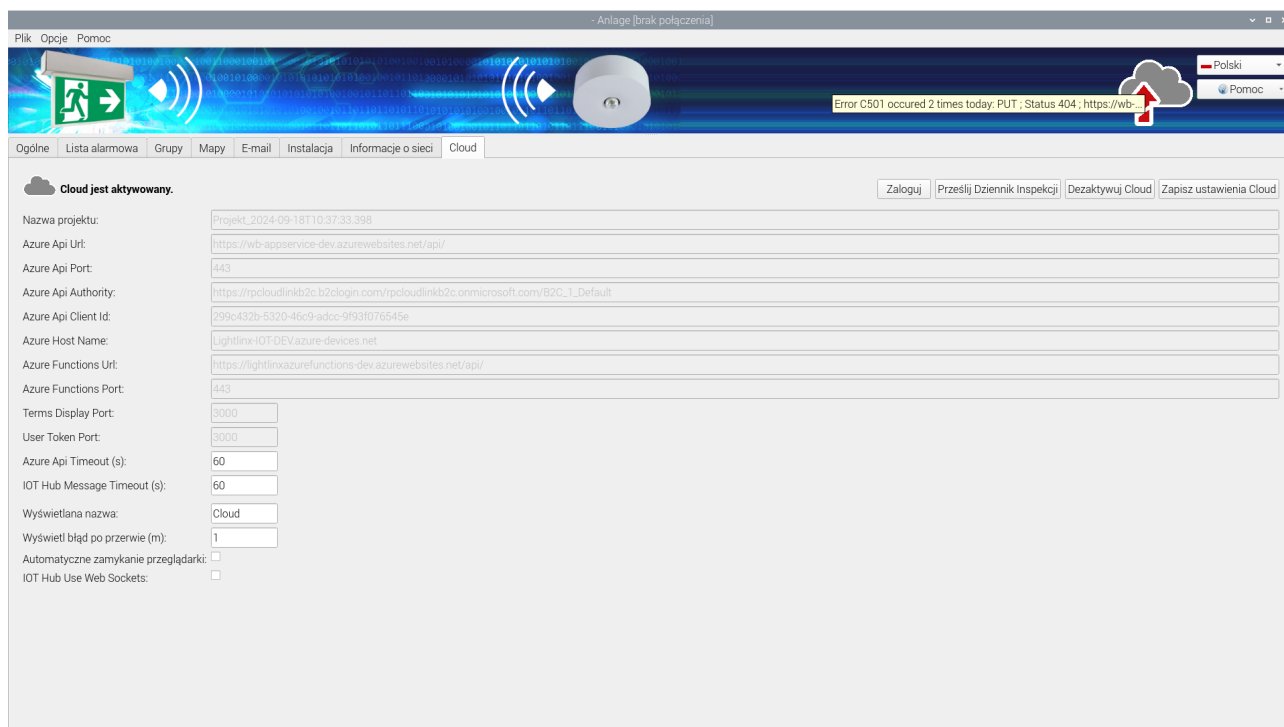 - Anlage [brak połączenia]
Plik Opcje Pomoc
Polski
Pomoc
Error C501 occured 2 times today: PUT ; Status 404 ; https://wb-...
Ogólne Lista alarmowa Grupy Mapy E-mail Instalacja Informacje o sieci Cloud
Cloud jest aktywowany.
Zaloguj Prześlij Dziennik Inspekcji Dezaktywuj Cloud Zapisz ustawienia Cloud
Nazwa projektu: Projekt_2024-09-18T10:37:33.398
Azure Api Url: https://wb-appservice-dev.azurewebsites.net/api/
Azure Api Port: 443
Azure Api Authority: https://rpcloudlinkb2c.b2clogin.com/rpcloudlinkb2c.onmicrosoft.com/B2C_1_Default
Azure Api Client Id: 299c432b-5320-46c9-adcc-9f93f076545e
Azure Host Name: Lightlinx-IOT-DEV.azure-devices.net
Azure Functions Url: https://lightlinxazurefunctions-dev.azurewebsites.net/api/
Azure Functions Port: 443
Terms Display Port: 3000
User Token Port: 3000
Azure Api Timeout (s): 60
IOT Hub Message Timeout (s): 60
Wyświetlana nazwa: Cloud
Wyświetl błąd po przerwie (m): 1
Automatyczne zamykanie przeglądarki:
IOT Hub Use Web Sockets: